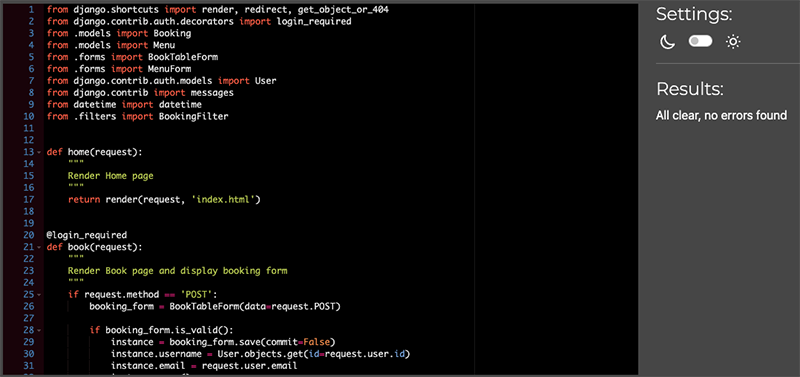 1 from django.shortcuts import render, redirect, get_object_or_404
2 from django.contrib.auth.decorators import login_required
3 from .models import Booking
4 from .models import Menu
5 from .forms import BookTableForm
6 from .forms import MenuForm
7 from django.contrib.auth.models import User
8 from django.contrib import messages
9 from datetime import datetime
10 from .filters import BookingFilter
11
12
13 def home(request):
14     """
15     Render Home page
16     """
17     return render(request, 'index.html')
18
19
20 @login_required
21 def book(request):
22     """
23     Render Book page and display booking form
24     """
25     if request.method == 'POST':
26         booking_form = BookTableForm(data=request.POST)
27
28         if booking_form.is_valid():
29             instance = booking_form.save(commit=False)
30             instance.username = User.objects.get(id=request.user.id)
31             instance.email = request.user.email
Settings:
Results:
All clear, no errors found